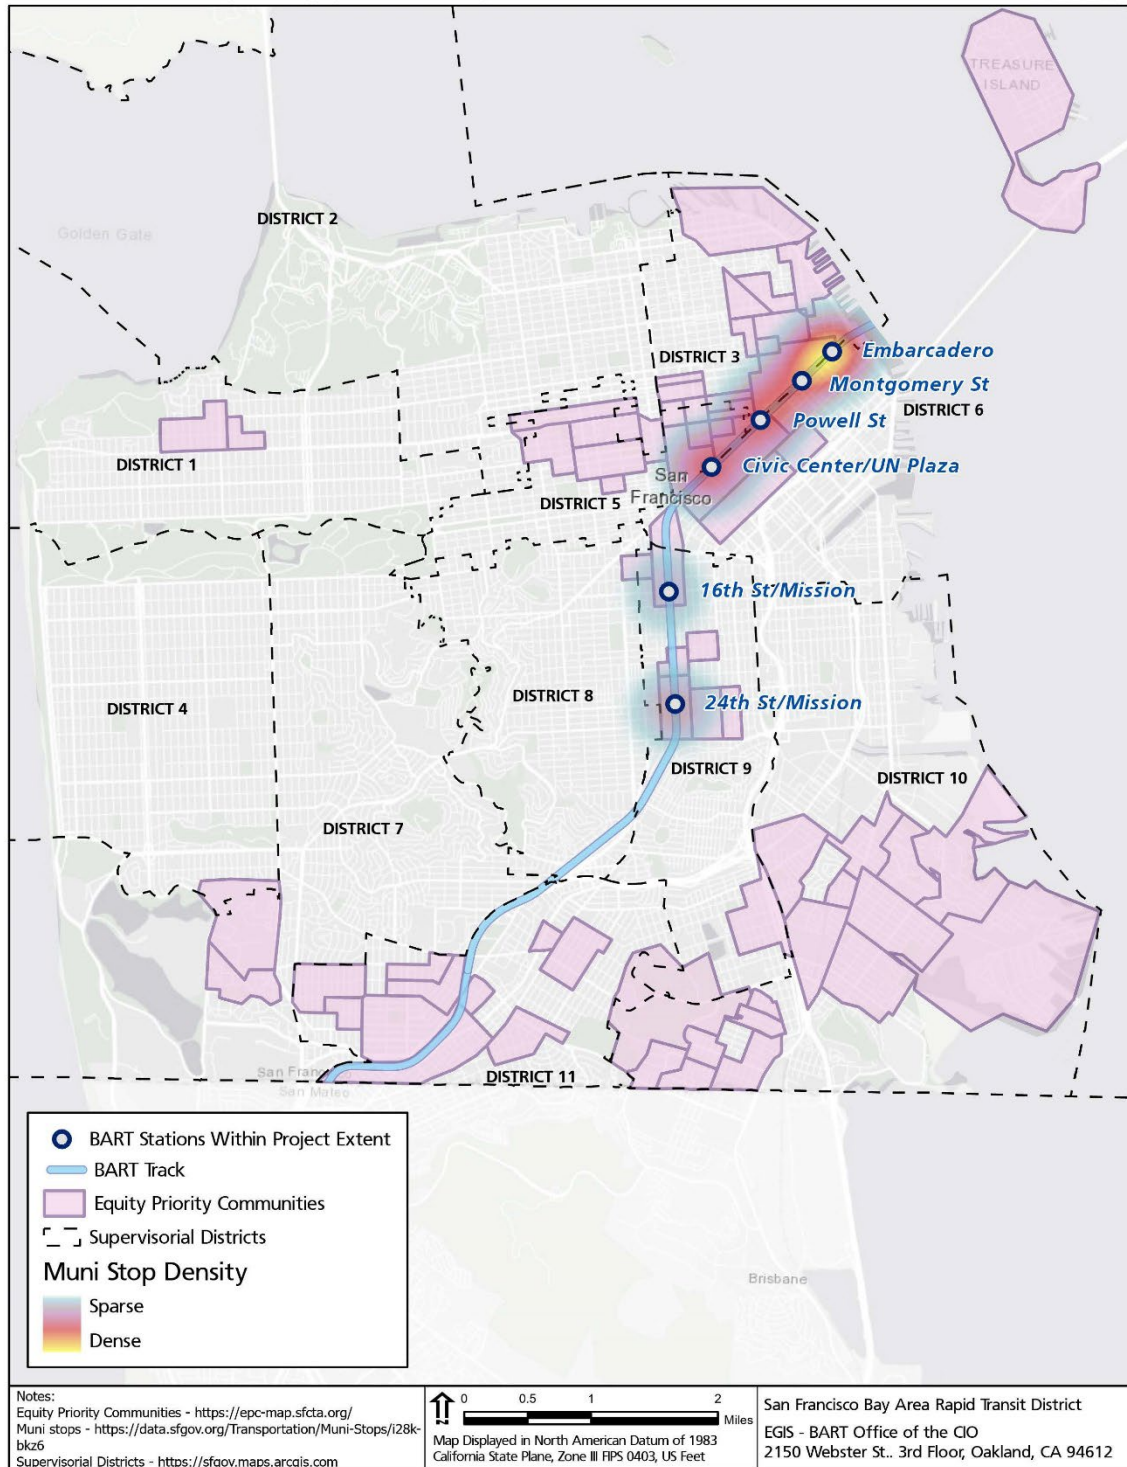 TREASURE
ISLAND
DISTRICT 2
Golden Gate
DISTRICT 3
Embarcadero
Montgomery St
DISTRICT 6
Powell St
DISTRICT 1
Civic Center/UN Plaza
San
Francisco
DISTRICT 5
16th St/Mission
DISTRICT 8
24th St/Mission
DISTRICT 4
DISTRICT 9
DISTRICT 10
DISTRICT 7
San Franc
San Mateo
DISTRICT 11
BART Stations Within Project Extent
BART Track
Equity Priority Communities
Supervisorial Districts
Muni Stop Density
Sparse
Dense
Brisbane
Notes:
Equity Priority Communities - https://epc-map.sfcta.org/
Muni stops - https://data.sfgov.org/Transportation/Muni-Stops/i28k-
bkz6
Supervisorial Districts - https://sfgov.maps.arcgis.com
0 0.5 1 2
Miles
Map Displayed in North American Datum of 1983
California State Plane, Zone III FIPS 0403, US Feet
San Francisco Bay Area Rapid Transit District
EGIS - BART Office of the CIO
2150 Webster St.. 3rd Floor, Oakland, CA 94612